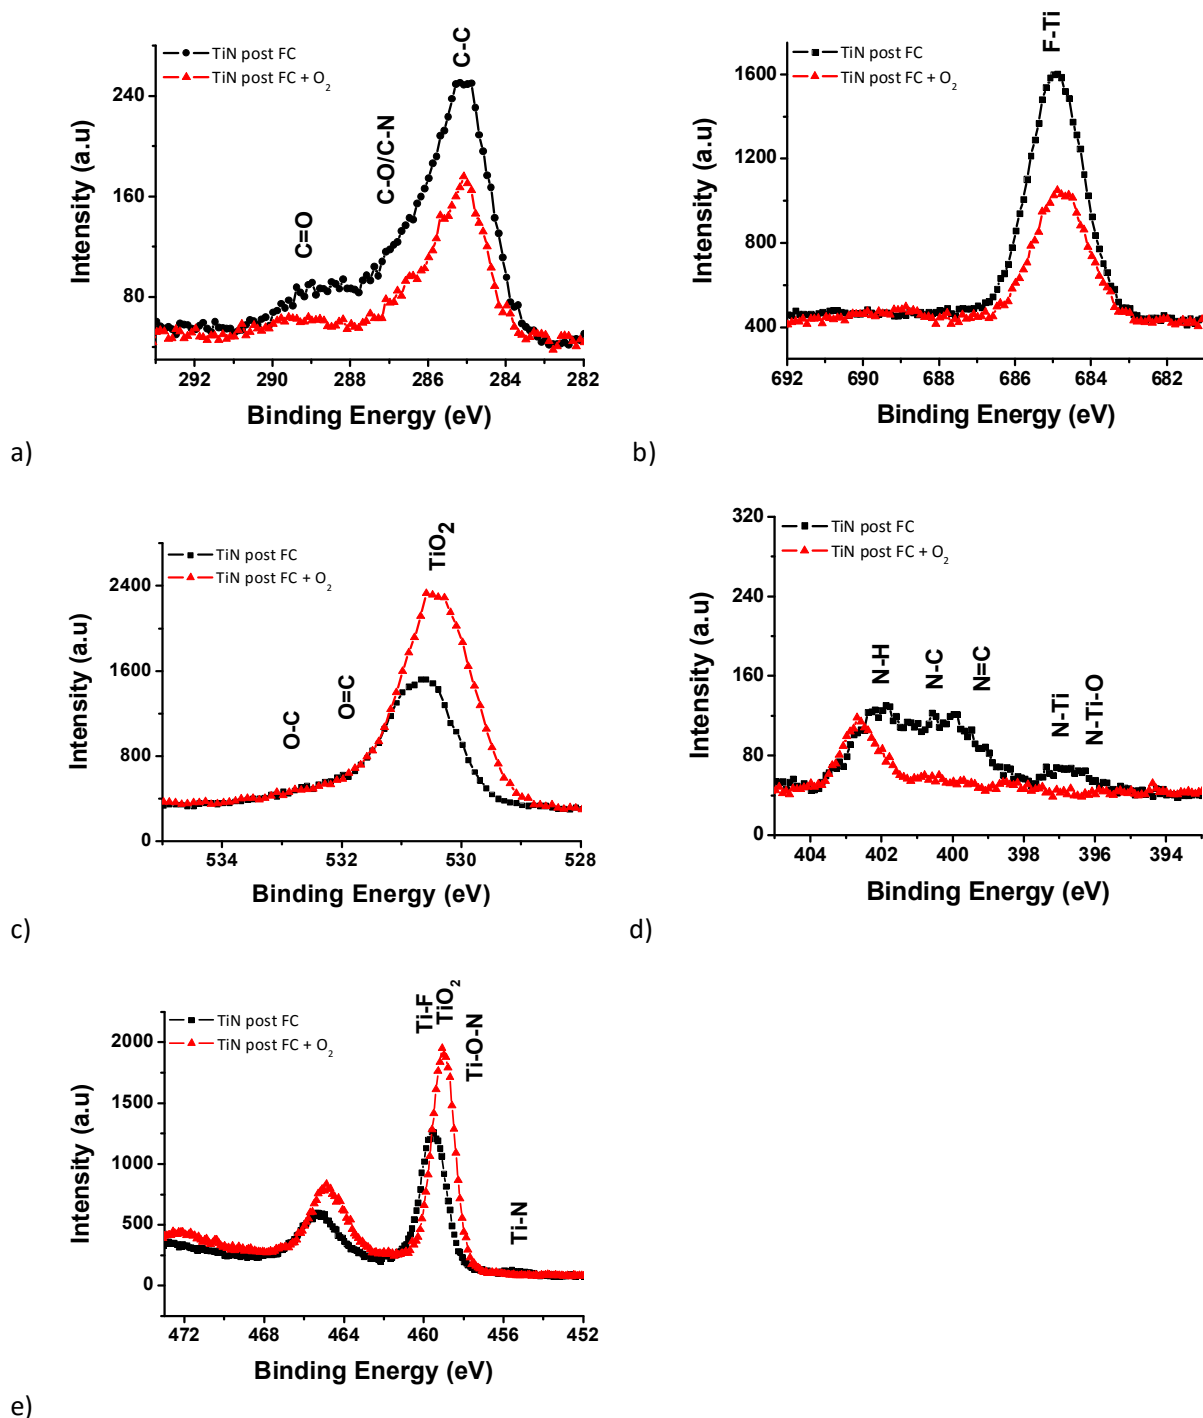 TiN post FC
TiN post FC + O₂
C-C
C-O/C-N
C=O
240
160
80
Intensity (a.u)
292 290 288 286 284 282
Binding Energy (eV)
a)
TiN post FC
TiN post FC + O₂
F-Ti
1600
1200
800
400
Intensity (a.u)
692 690 688 686 684 682
Binding Energy (eV)
b)
TiN post FC
TiN post FC + O₂
TiO₂
O=C
O-C
2400
1600
800
0
Intensity (a.u)
534 532 530 528
Binding Energy (eV)
c)
TiN post FC
TiN post FC + O₂
N-H
N-C
N=C
N-Ti
N-Ti-O
320
240
160
80
0
Intensity (a.u)
404 402 400 398 396 394
Binding Energy (eV)
d)
TiN post FC
TiN post FC + O₂
Ti-F
TiO₂
Ti-O-N
Ti-N
2000
1500
1000
500
0
Intensity (a.u)
472 468 464 460 456 452
Binding Energy (eV)
e)